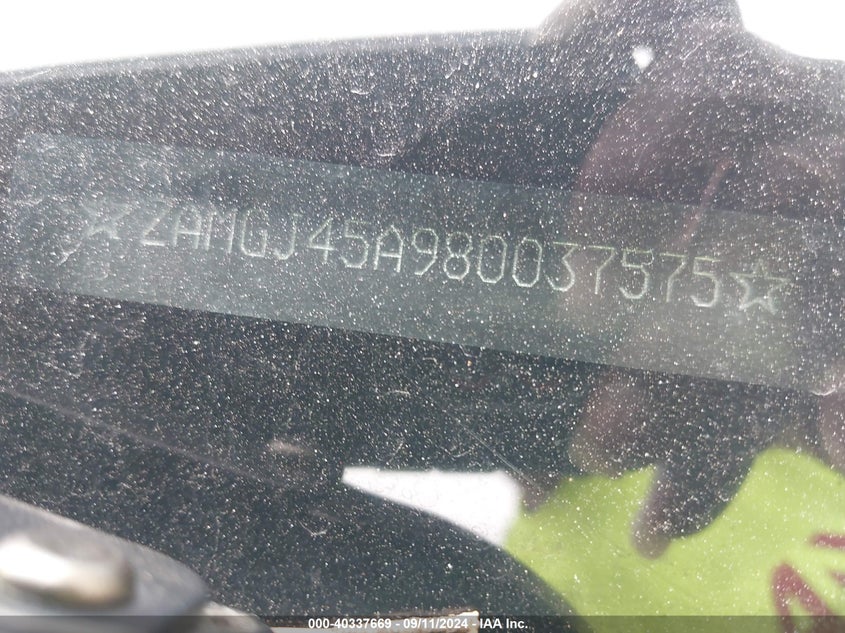 ☆ZAMGJ45A980037575☆
000-40337669 - 09/11/2024 - IAA Inc.